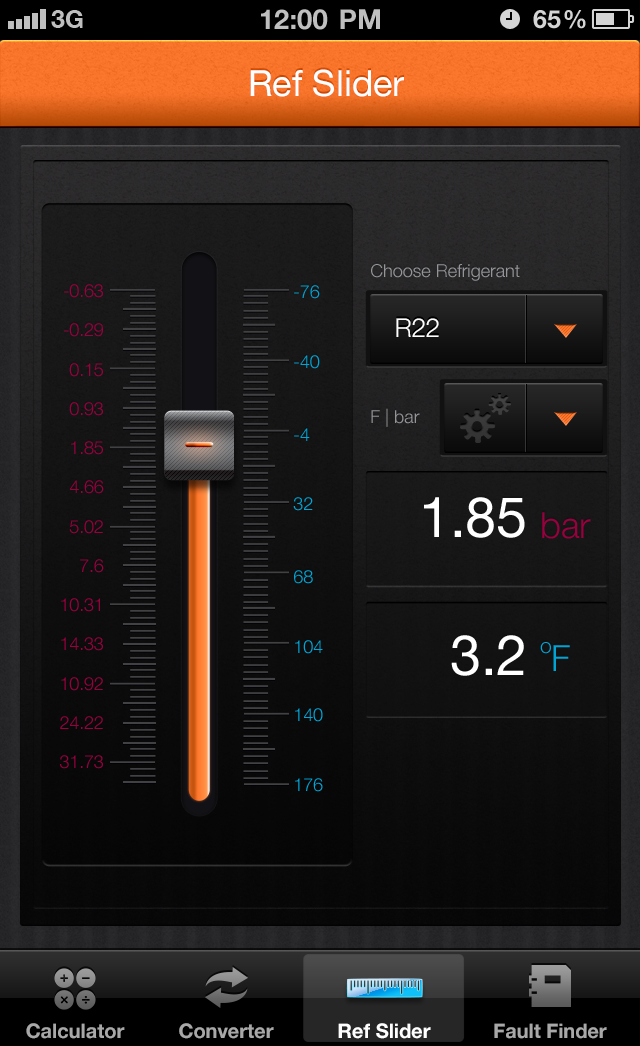 3G 12:00 PM 65%
Ref Slider
-0.63
-0.29
0.15
0.93
1.85
4.66
5.02
7.6
10.31
14.33
10.92
24.22
31.73
-76
-40
-4
32
68
104
140
176
Choose Refrigerant
R22
F | bar
1.85 bar
3.2 °F
Calculator Converter Ref Slider Fault Finder